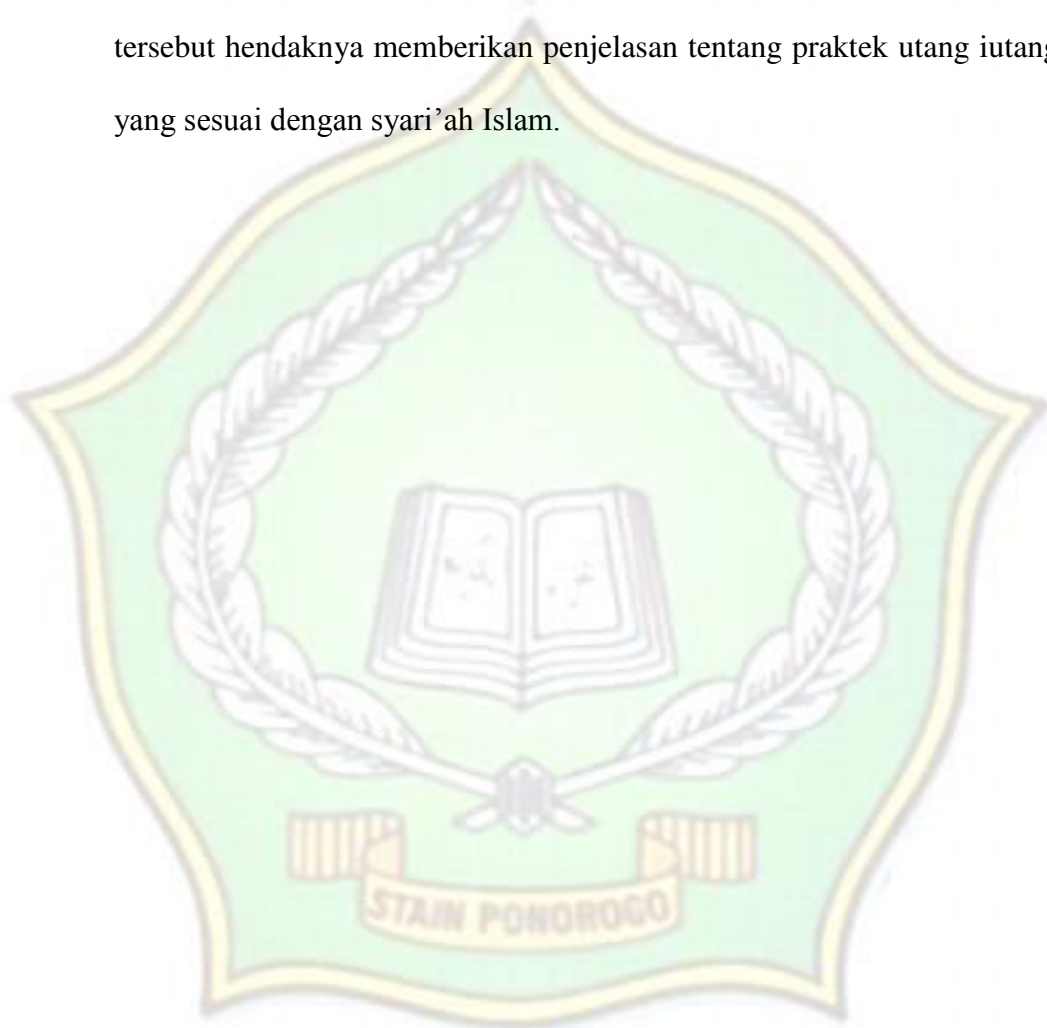 tersebut hendaknya memberikan penjelasan tentang praktek utang iutang
yang sesuai dengan syari’ah Islam.
STAIN PONOROGO